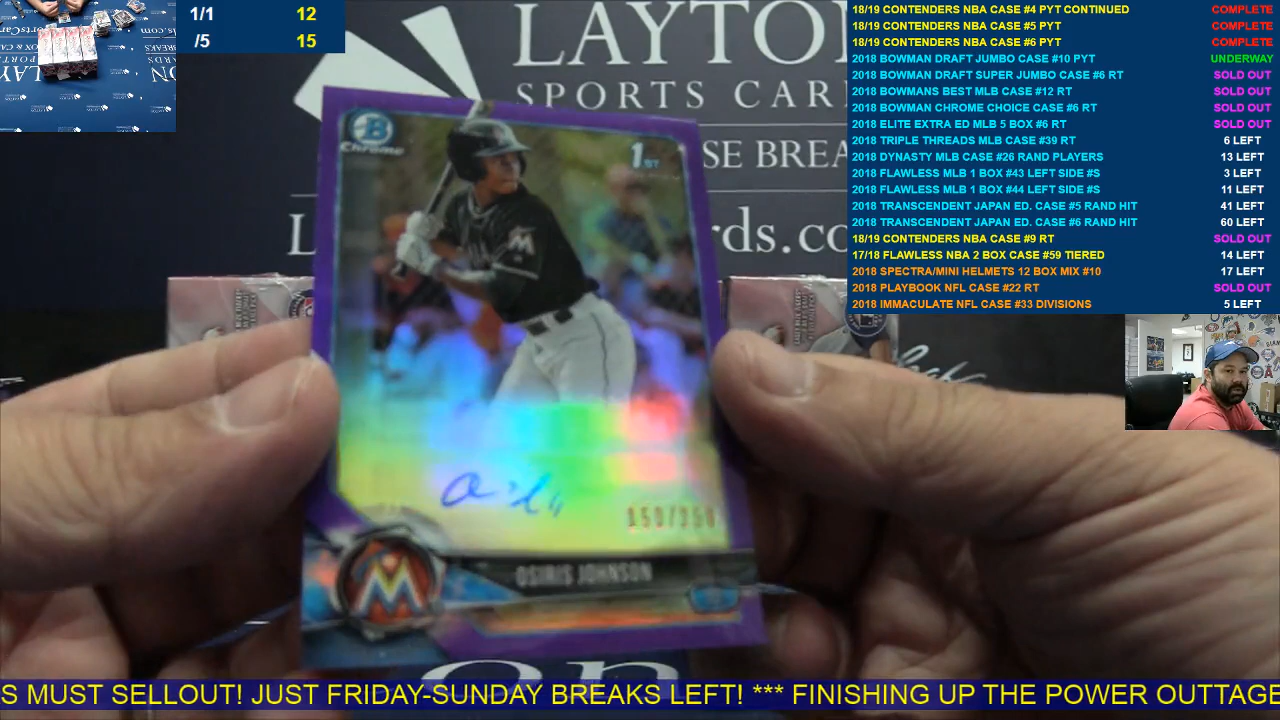 1/1 12
/5 15
LAYTO
SPORTS CAR
SE BREA
L
rds.co
B
Chrome
1ST
M
OSIRIS JOHNSON
on
18/19 CONTENDERS NBA CASE #4 PYT CONTINUED COMPLETE
18/19 CONTENDERS NBA CASE #5 PYT COMPLETE
18/19 CONTENDERS NBA CASE #6 PYT COMPLETE
2018 BOWMAN DRAFT JUMBO CASE #10 PYT UNDERWAY
2018 BOWMAN DRAFT SUPER JUMBO CASE #6 RT SOLD OUT
2018 BOWMANS BEST MLB CASE #12 RT SOLD OUT
2018 BOWMAN CHROME CHOICE CASE #6 RT SOLD OUT
2018 ELITE EXTRA ED MLB 5 BOX #6 RT SOLD OUT
2018 TRIPLE THREADS MLB CASE #39 RT 6 LEFT
2018 DYNASTY MLB CASE #26 RAND PLAYERS 13 LEFT
2018 FLAWLESS MLB 1 BOX #43 LEFT SIDE #S 3 LEFT
2018 FLAWLESS MLB 1 BOX #44 LEFT SIDE #S 11 LEFT
2018 TRANSCENDENT JAPAN ED. CASE #5 RAND HIT 41 LEFT
2018 TRANSCENDENT JAPAN ED. CASE #6 RAND HIT 60 LEFT
18/19 CONTENDERS NBA CASE #9 RT SOLD OUT
17/18 FLAWLESS NBA 2 BOX CASE #59 TIERED 14 LEFT
2018 SPECTRA/MINI HELMETS 12 BOX MIX #10 17 LEFT
2018 PLAYBOOK NFL CASE #22 RT SOLD OUT
2018 IMMACULATE NFL CASE #33 DIVISIONS 5 LEFT
S MUST SELLOUT! JUST FRIDAY-SUNDAY BREAKS LEFT! *** FINISHING UP THE POWER OUTTAGE